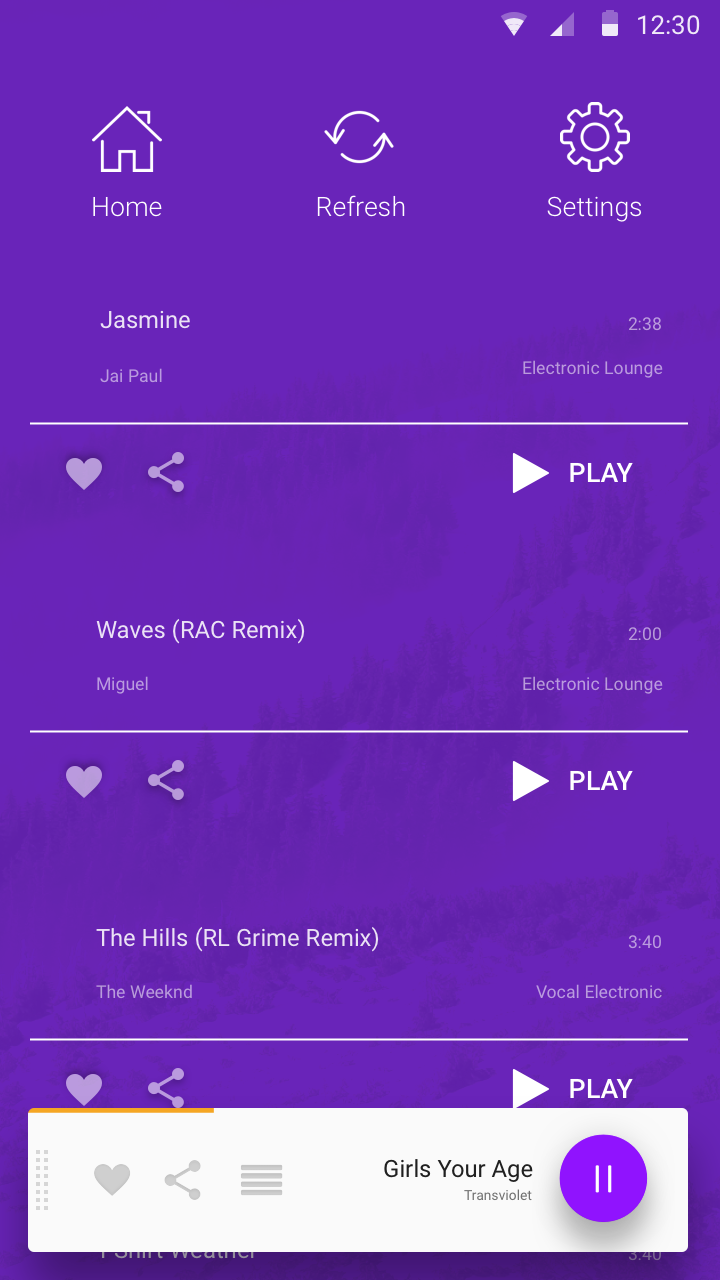 12:30
Home
Refresh
Settings
Jasmine
2:38
Jai Paul
Electronic Lounge
PLAY
Waves (RAC Remix)
2:00
Miguel
Electronic Lounge
PLAY
The Hills (RL Grime Remix)
3:40
The Weeknd
Vocal Electronic
PLAY
Girls Your Age
Transviolet
T Shirt Weather
3:40